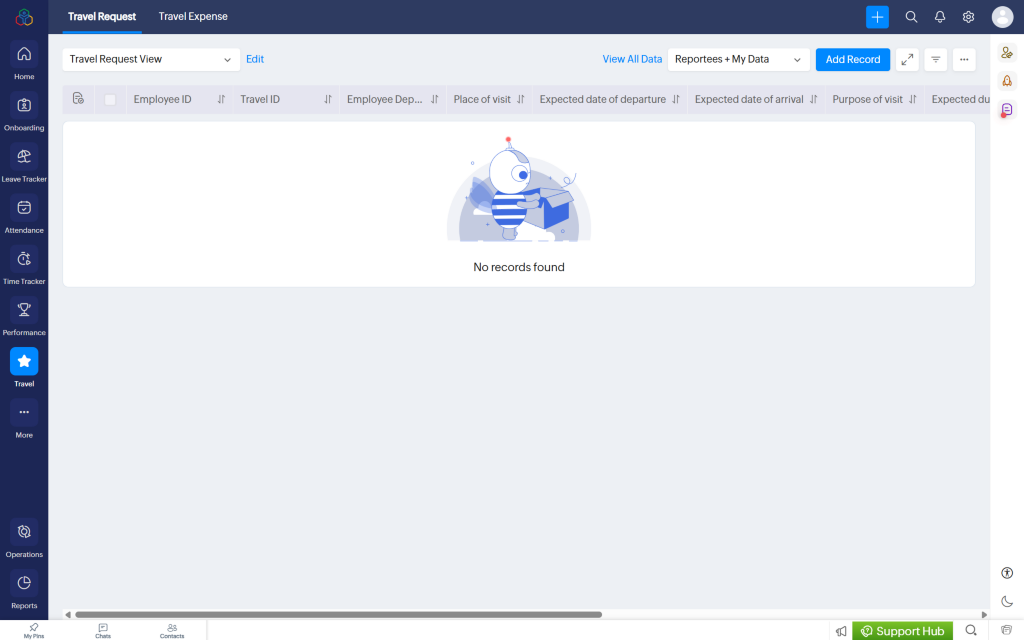 Travel Request
Travel Expense
Travel Request View
Edit
View All Data
Reportees + My Data
Add Record
Employee ID
Travel ID
Employee Dep...
Place of visit
Expected date of departure
Expected date of arrival
Purpose of visit
Expected du
No records found
Home
Onboarding
Leave Tracker
Attendance
Time Tracker
Performance
Travel
More
Operations
Reports
My Pins
Chats
Contacts
Support Hub